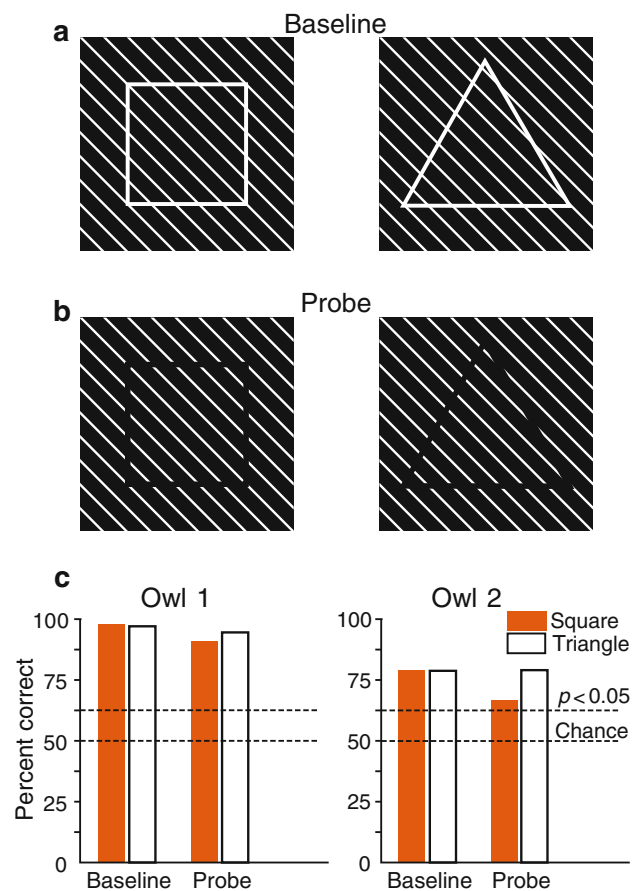 a
Baseline
b
Probe
c
Owl 1
Owl 2
Square
Triangle
Percent correct
100
75
50
25
0
Baseline Probe
100
75
50
25
0
p < 0.05
Chance
Baseline Probe